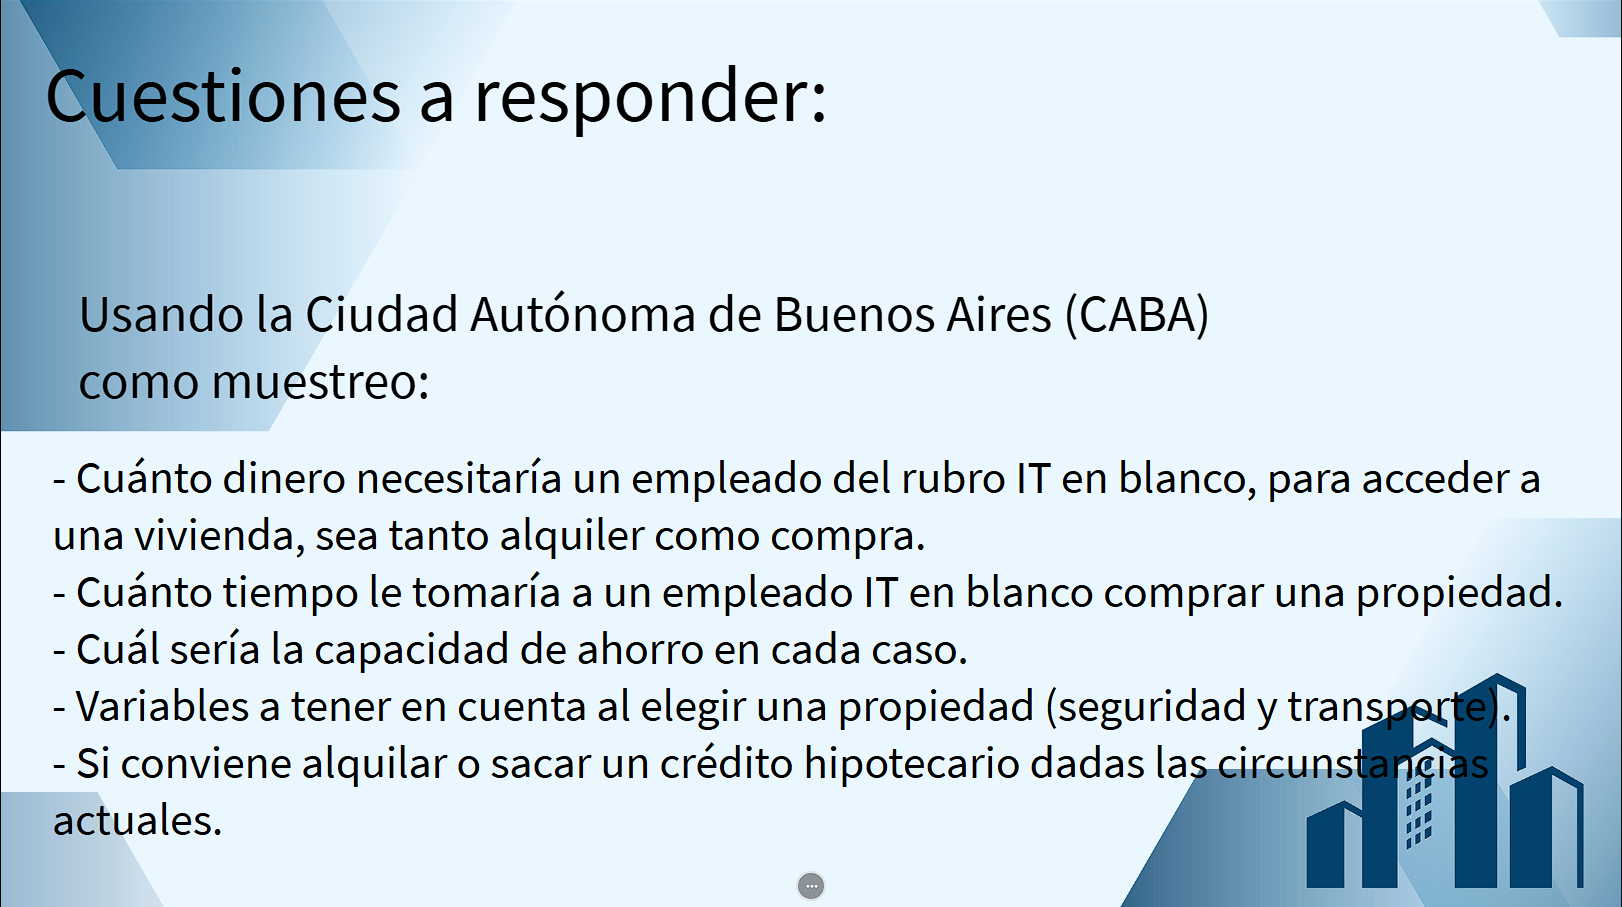 Cuestiones a responder:
Usando la Ciudad Autónoma de Buenos Aires (CABA)
como muestreo:
- Cuánto dinero necesitaría un empleado del rubro IT en blanco, para acceder a
una vivienda, sea tanto alquiler como compra.
- Cuánto tiempo le tomaría a un empleado IT en blanco comprar una propiedad.
- Cuál sería la capacidad de ahorro en cada caso.
- Variables a tener en cuenta al elegir una propiedad (seguridad y transporte).
- Si conviene alquilar o sacar un crédito hipotecario dadas las circunstancias
actuales.